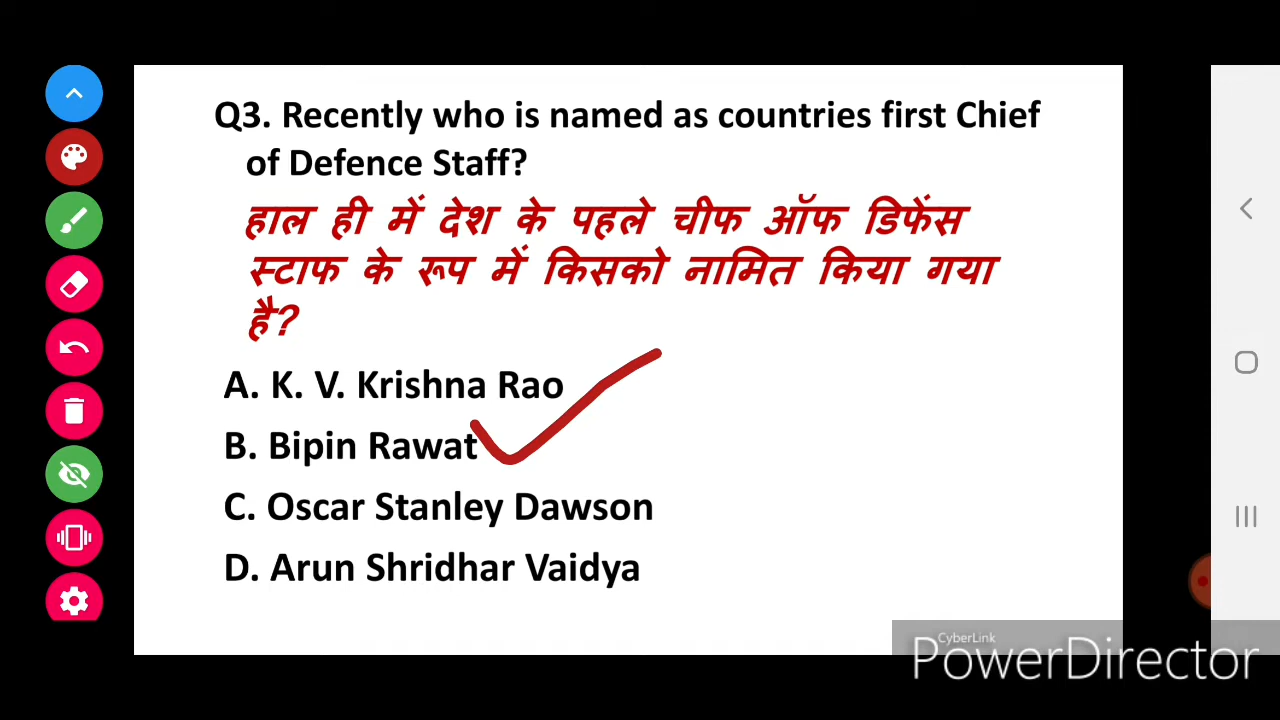 Q3. Recently who is named as countries first Chief
of Defence Staff?
हाल ही में देश के पहले चीफ ऑफ डिफेंस
स्टाफ के रूप में किसको नामित किया गया
है?
A. K. V. Krishna Rao
B. Bipin Rawat
C. Oscar Stanley Dawson
D. Arun Shridhar Vaidya
CyberLink
PowerDirector